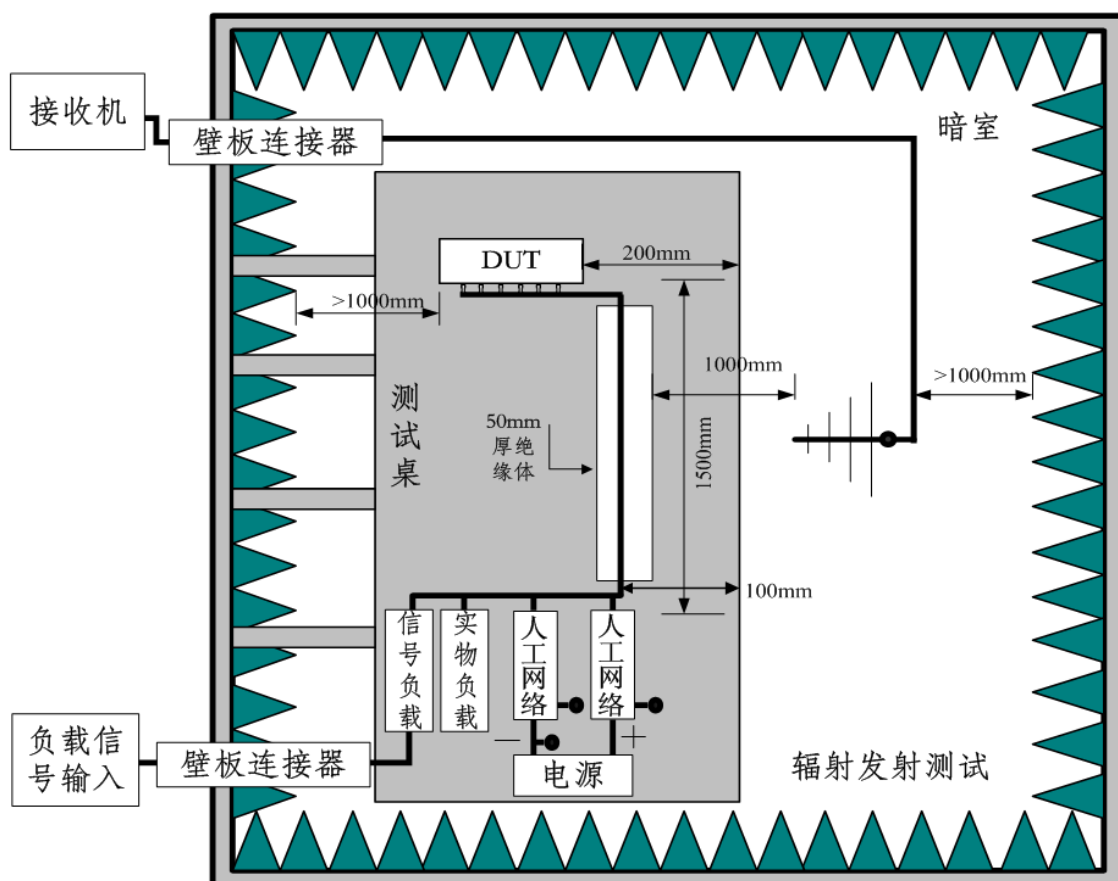 接收机
壁板连接器
暗室
DUT
200mm
>1000mm
1000mm
>1000mm
测试桌
50mm
厚绝
缘体
1500mm
100mm
信号负载
实物负载
人工网络
人工网络
负载信
号输入
壁板连接器
−
+
电源
辐射发射测试